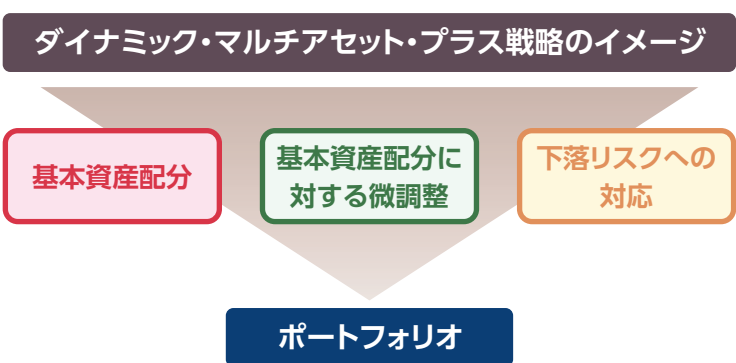 ダイナミック・マルチアセット・プラス戦略のイメージ
基本資産配分
基本資産配分に
対する微調整
下落リスクへの
対応
ポートフォリオ